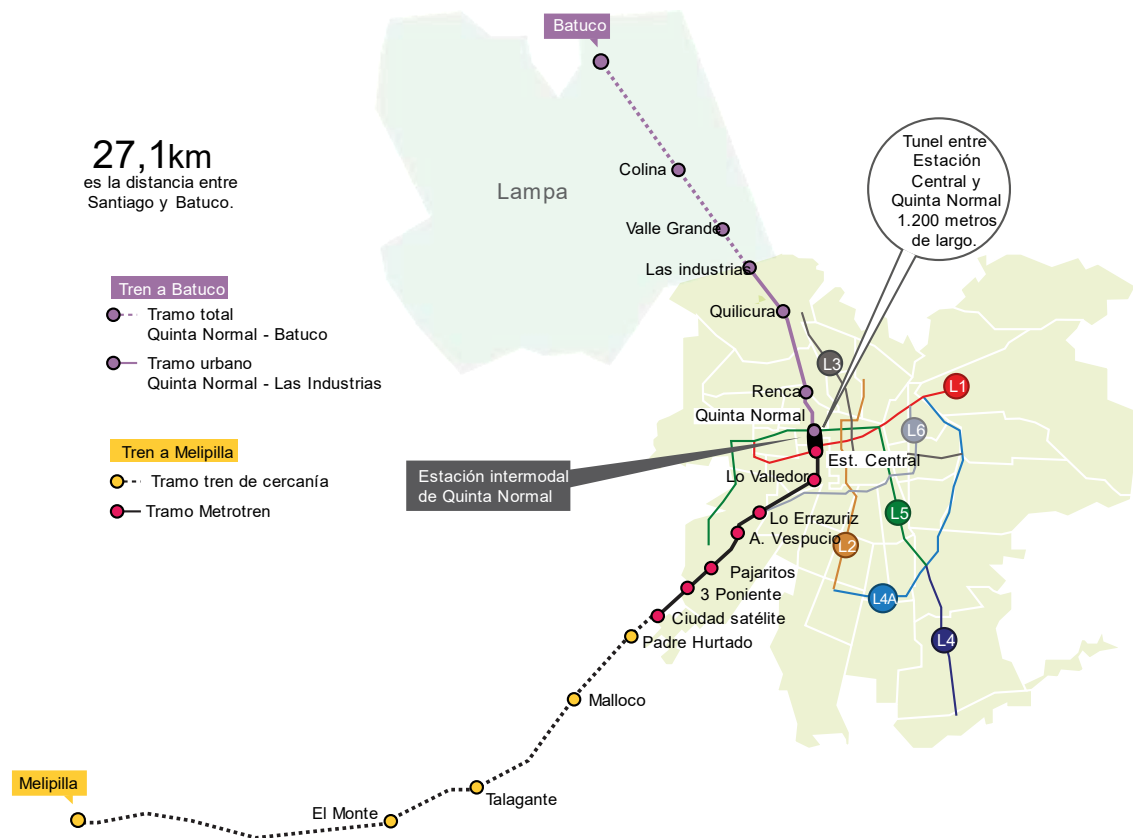 Batuco
27,1km
es la distancia entre
Santiago y Batuco.
Tunel entre
Estación
Central y
Quinta Normal
1.200 metros
de largo.
Colina
Lampa
Valle Grande
Las industrias
Tren a Batuco
Tramo total
Quinta Normal - Batuco
Tramo urbano
Quinta Normal - Las Industrias
Quilicura
L3
Renca
L1
Quinta Normal
L6
Tren a Melipilla
Tramo tren de cercanía
Tramo Metrotren
Estación intermodal
de Quinta Normal
Est. Central
Lo Valledor
Lo Errazuriz
L5
A. Vespucio
L2
Pajaritos
3 Poniente
L4A
Ciudad satélite
Padre Hurtado
L4
Malloco
Melipilla
Talagante
El Monte